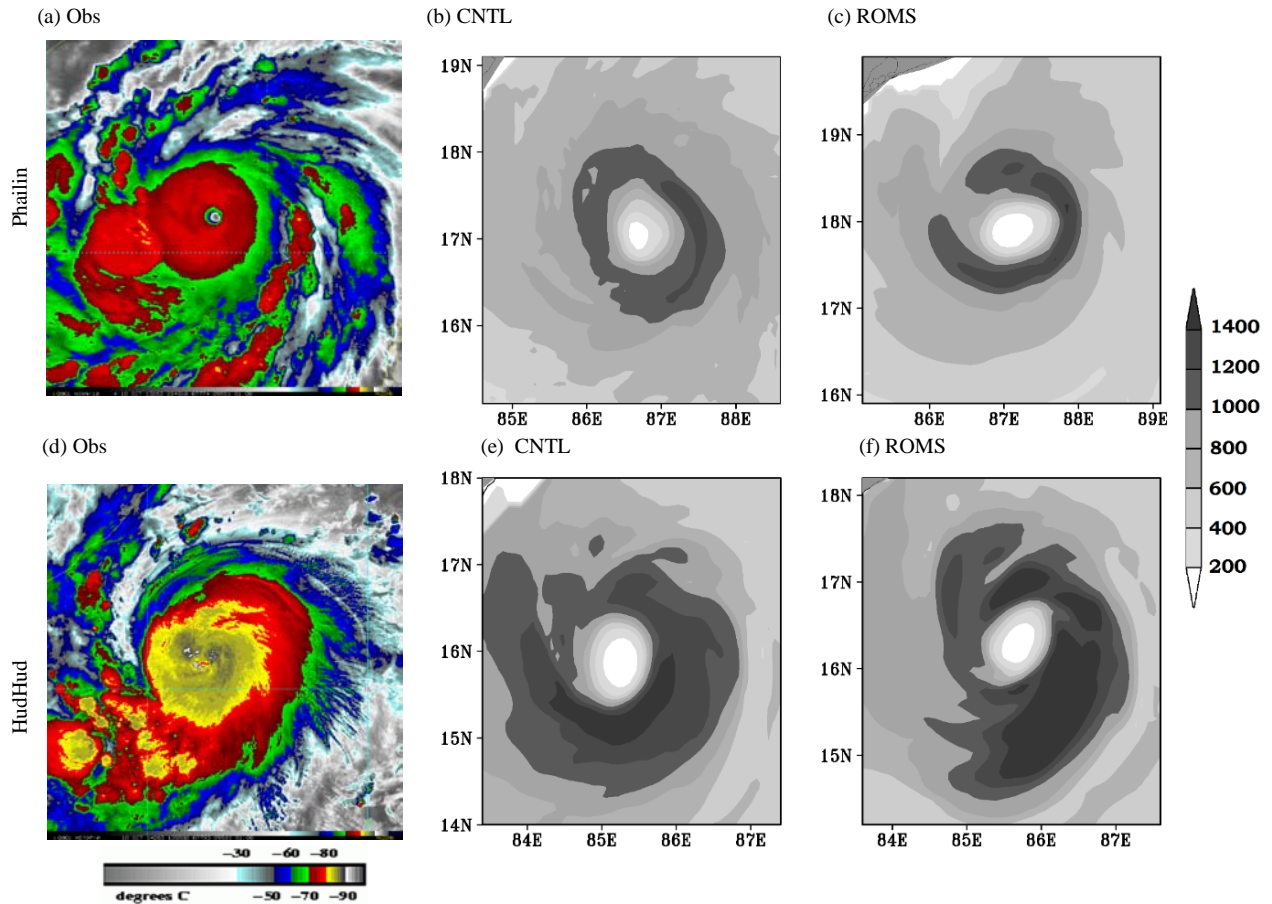 (a) Obs
(b) CNTL
(c) ROMS
Phailin
19N
18N
17N
16N
85E 86E 87E 88E
19N
18N
17N
16N
86E 87E 88E 89E
1400
1200
1000
800
600
400
200
(d) Obs
(e) CNTL
(f) ROMS
HudHud
18N
17N
16N
15N
14N
84E 85E 86E 87E
18N
17N
16N
15N
84E 85E 86E 87E
−30 −60 −80
degrees C −50 −70 −90